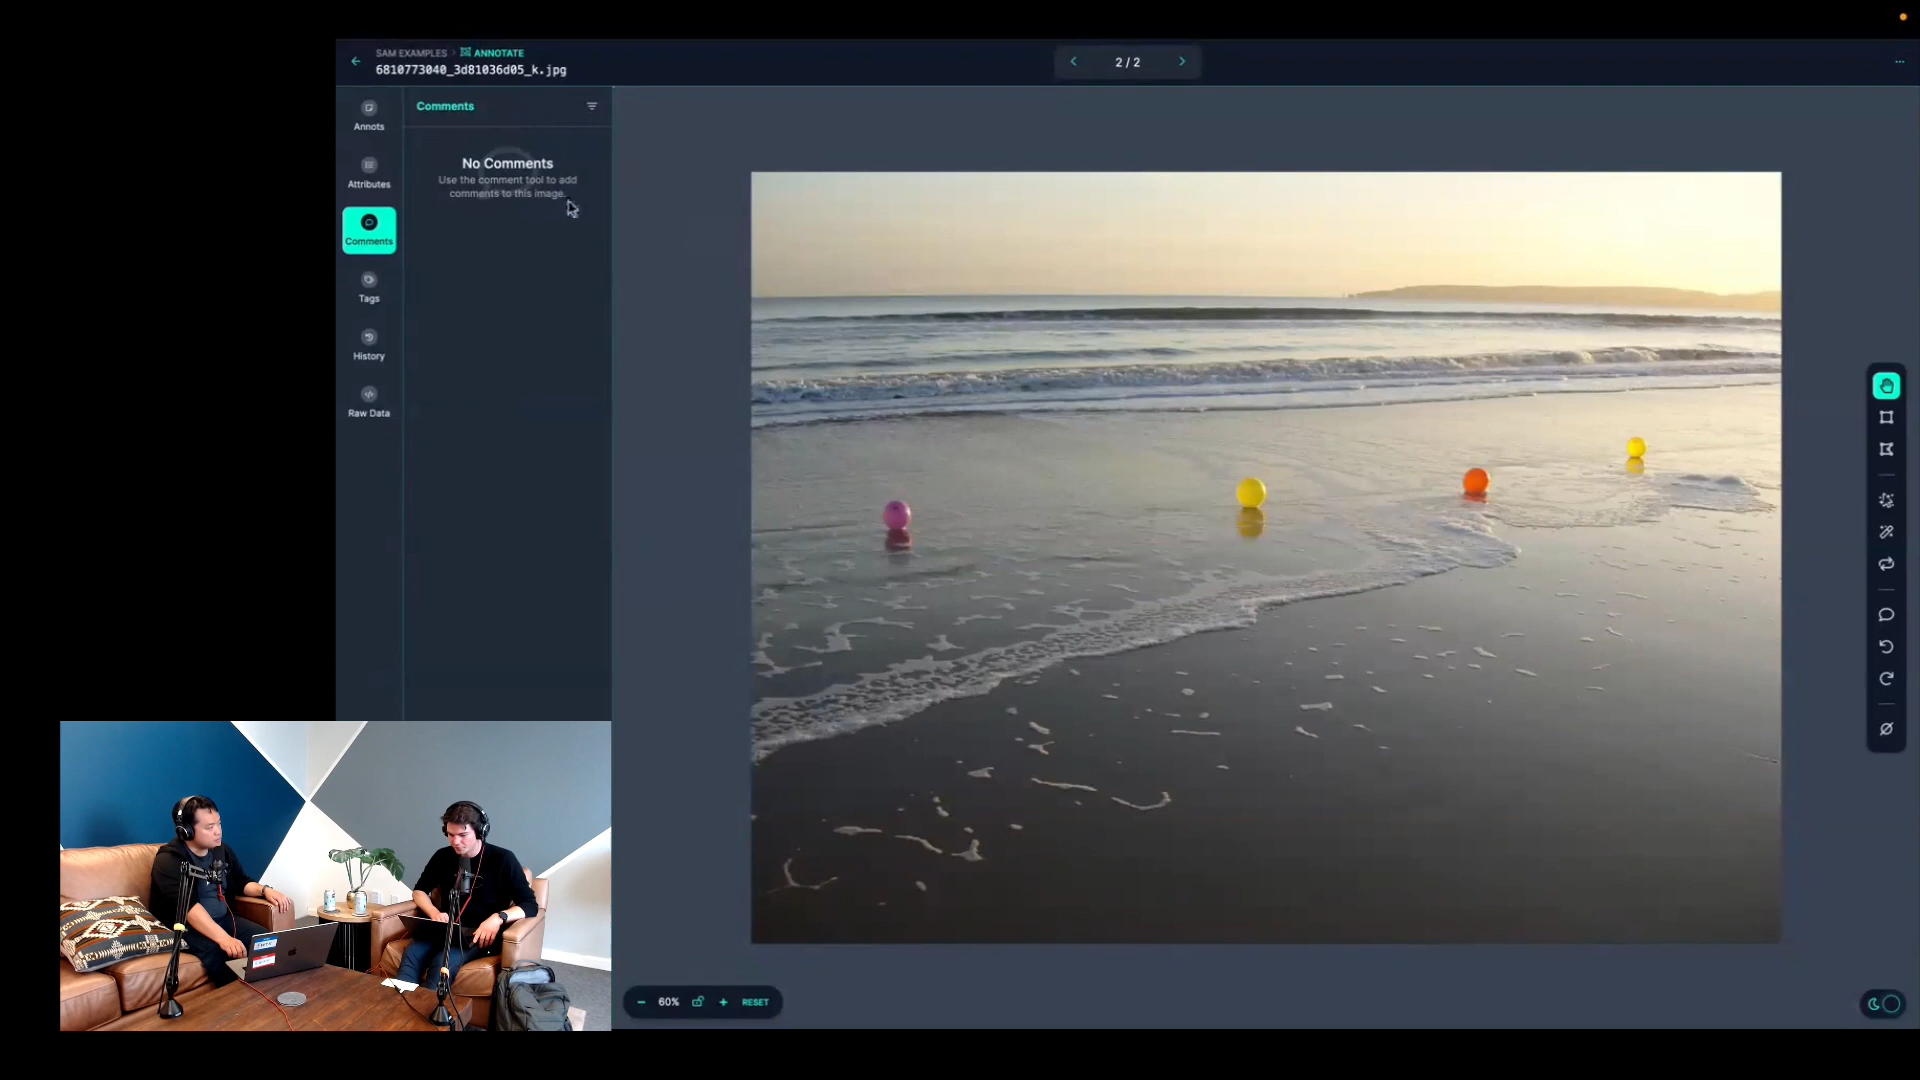 SAM EXAMPLES › ANNOTATE
6810773040_3d81036d05_k.jpg
2 / 2
Annots
Attributes
Comments
Tags
History
Raw Data
Comments
No Comments
Use the comment tool to add
comments to this image.
60%
RESET